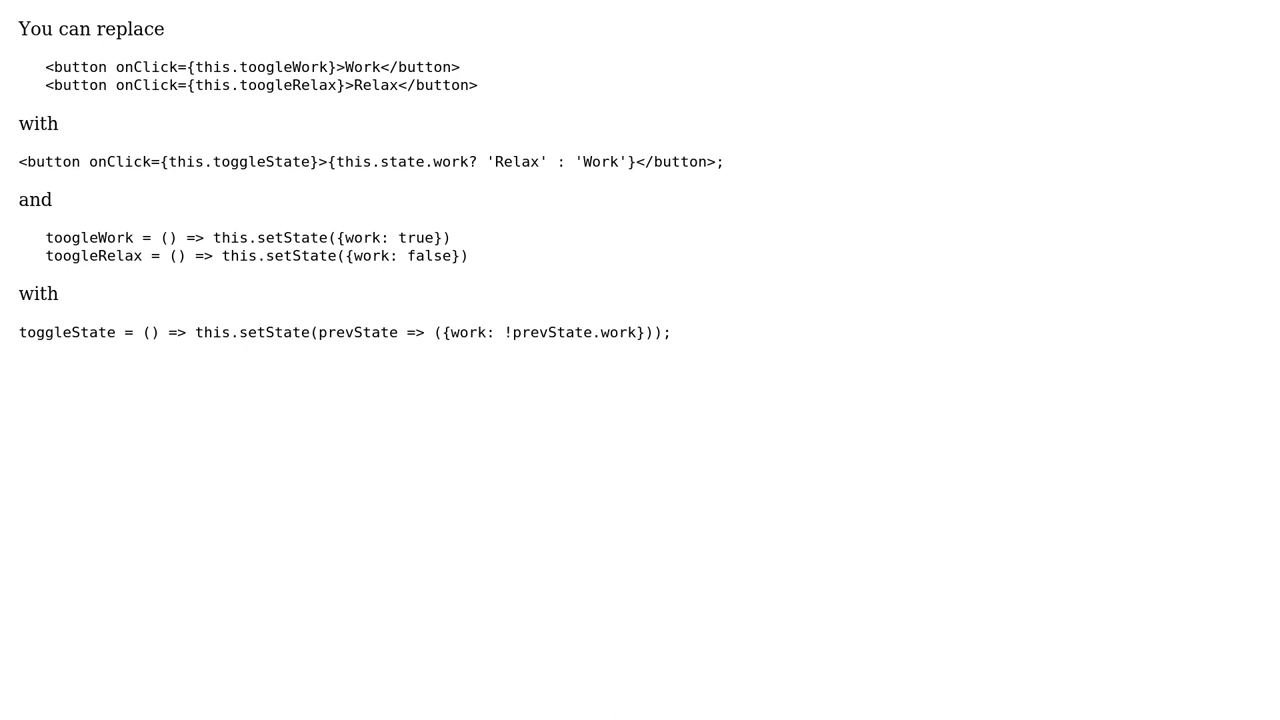 You can replace
<button onClick={this.toogleWork}>Work</button>
<button onClick={this.toogleRelax}>Relax</button>
with
<button onClick={this.toggleState}>{this.state.work? 'Relax' : 'Work'}</button>;
and
toogleWork = () => this.setState({work: true})
toogleRelax = () => this.setState({work: false})
with
toggleState = () => this.setState(prevState => ({work: !prevState.work}));